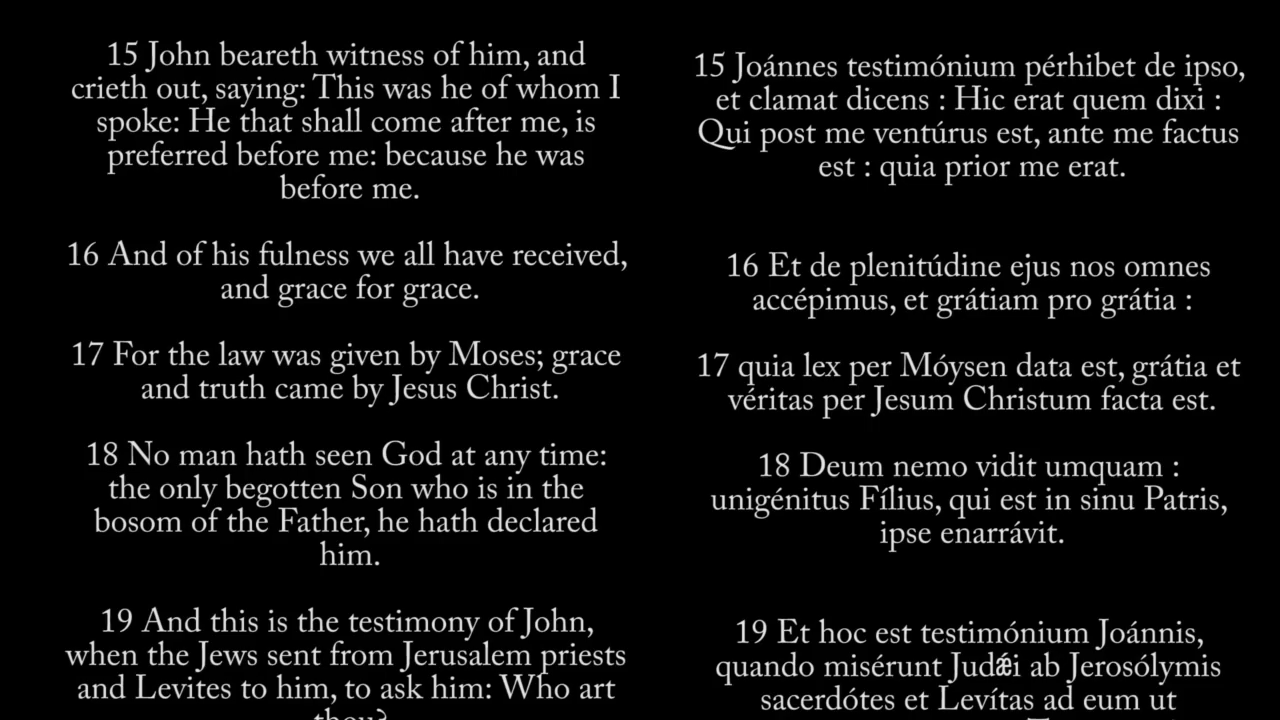 15 John beareth witness of him, and
crieth out, saying: This was he of whom I
spoke: He that shall come after me, is
preferred before me: because he was
before me.
16 And of his fulness we all have received,
and grace for grace.
17 For the law was given by Moses; grace
and truth came by Jesus Christ.
18 No man hath seen God at any time:
the only begotten Son who is in the
bosom of the Father, he hath declared
him.
19 And this is the testimony of John,
when the Jews sent from Jerusalem priests
and Levites to him, to ask him: Who art
thou?
15 Joánnes testimónium pérhibet de ipso,
et clamat dicens : Hic erat quem dixi :
Qui post me ventúrus est, ante me factus
est : quia prior me erat.
16 Et de plenitúdine ejus nos omnes
accépimus, et grátiam pro grátia :
17 quia lex per Móysen data est, grátia et
véritas per Jesum Christum facta est.
18 Deum nemo vidit umquam :
unigénitus Fílius, qui est in sinu Patris,
ipse enarrávit.
19 Et hoc est testimónium Joánnis,
quando misérunt Judǽi ab Jerosólymis
sacerdótes et Levítas ad eum ut